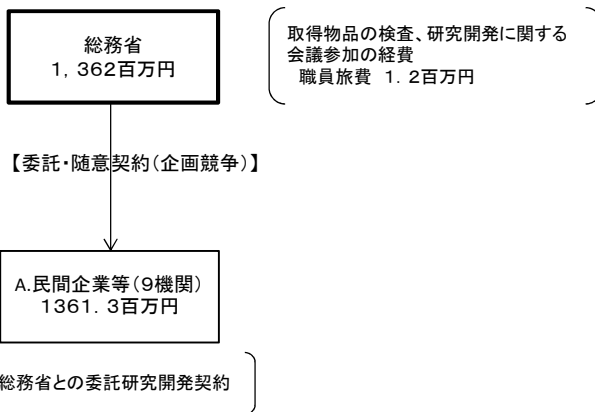 総務省
1,362百万円
取得物品の検査、研究開発に関する
会議参加の経費
職員旅費 1.2百万円
【委託・随意契約(企画競争)】
A.民間企業等(9機関)
1361.3百万円
総務省との委託研究開発契約